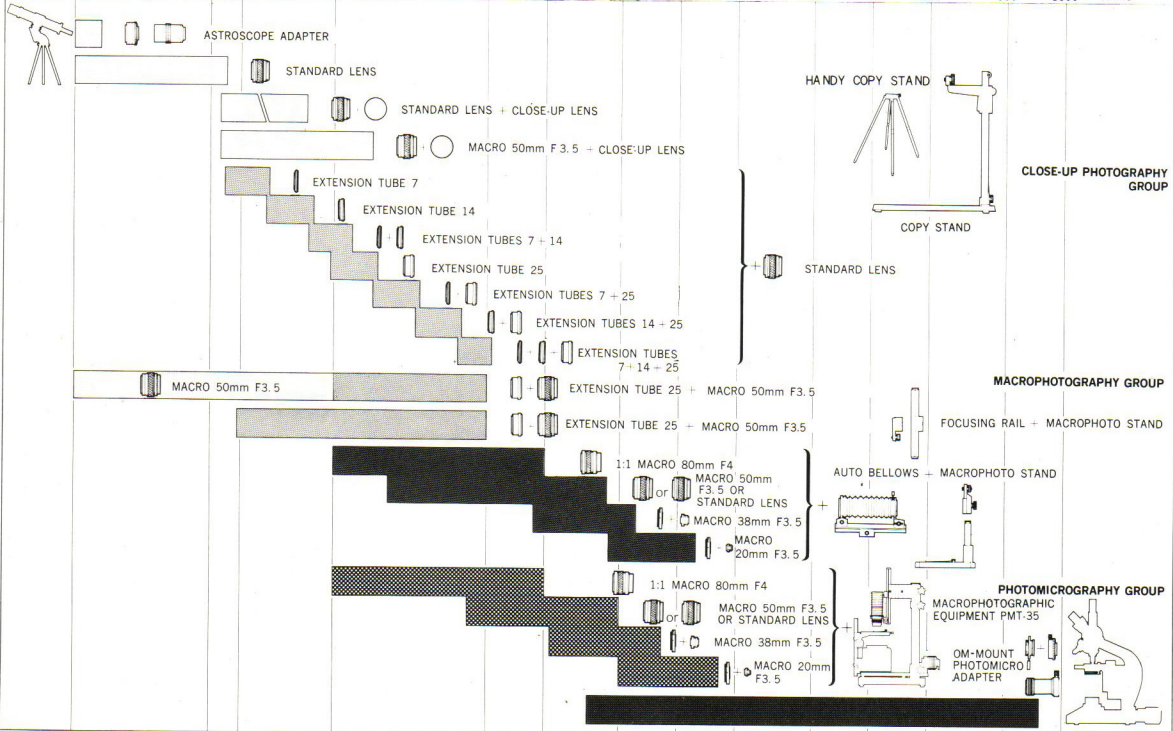 ASTROSCOPE ADAPTER
STANDARD LENS
STANDARD LENS + CLOSE-UP LENS
MACRO 50mm F 3.5 + CLOSE-UP LENS
HANDY COPY STAND
COPY STAND
CLOSE-UP PHOTOGRAPHY
GROUP
EXTENSION TUBE 7
EXTENSION TUBE 14
EXTENSION TUBES 7 + 14
EXTENSION TUBE 25
EXTENSION TUBES 7 + 25
EXTENSION TUBES 14 + 25
EXTENSION TUBES
7 + 14 + 25
+ STANDARD LENS
MACROPHOTOGRAPHY GROUP
MACRO 50mm F3.5
EXTENSION TUBE 25 + MACRO 50mm F3.5
EXTENSION TUBE 25 + MACRO 50mm F3.5
FOCUSING RAIL + MACROPHOTO STAND
1:1 MACRO 80mm F4
or MACRO 50mm
F3.5 OR
STANDARD LENS
+ MACRO 38mm F3.5
MACRO
20mm F3.5
+
AUTO BELLOWS + MACROPHOTO STAND
1:1 MACRO 80mm F4
or MACRO 50mm F3.5
OR STANDARD LENS
+ MACRO 38mm F3.5
+ MACRO 20mm
F3.5
+
PHOTOMICROGRAPHY GROUP
MACROPHOTOGRAPHIC
EQUIPMENT PMT-35
OM-MOUNT
PHOTOMICRO
ADAPTER